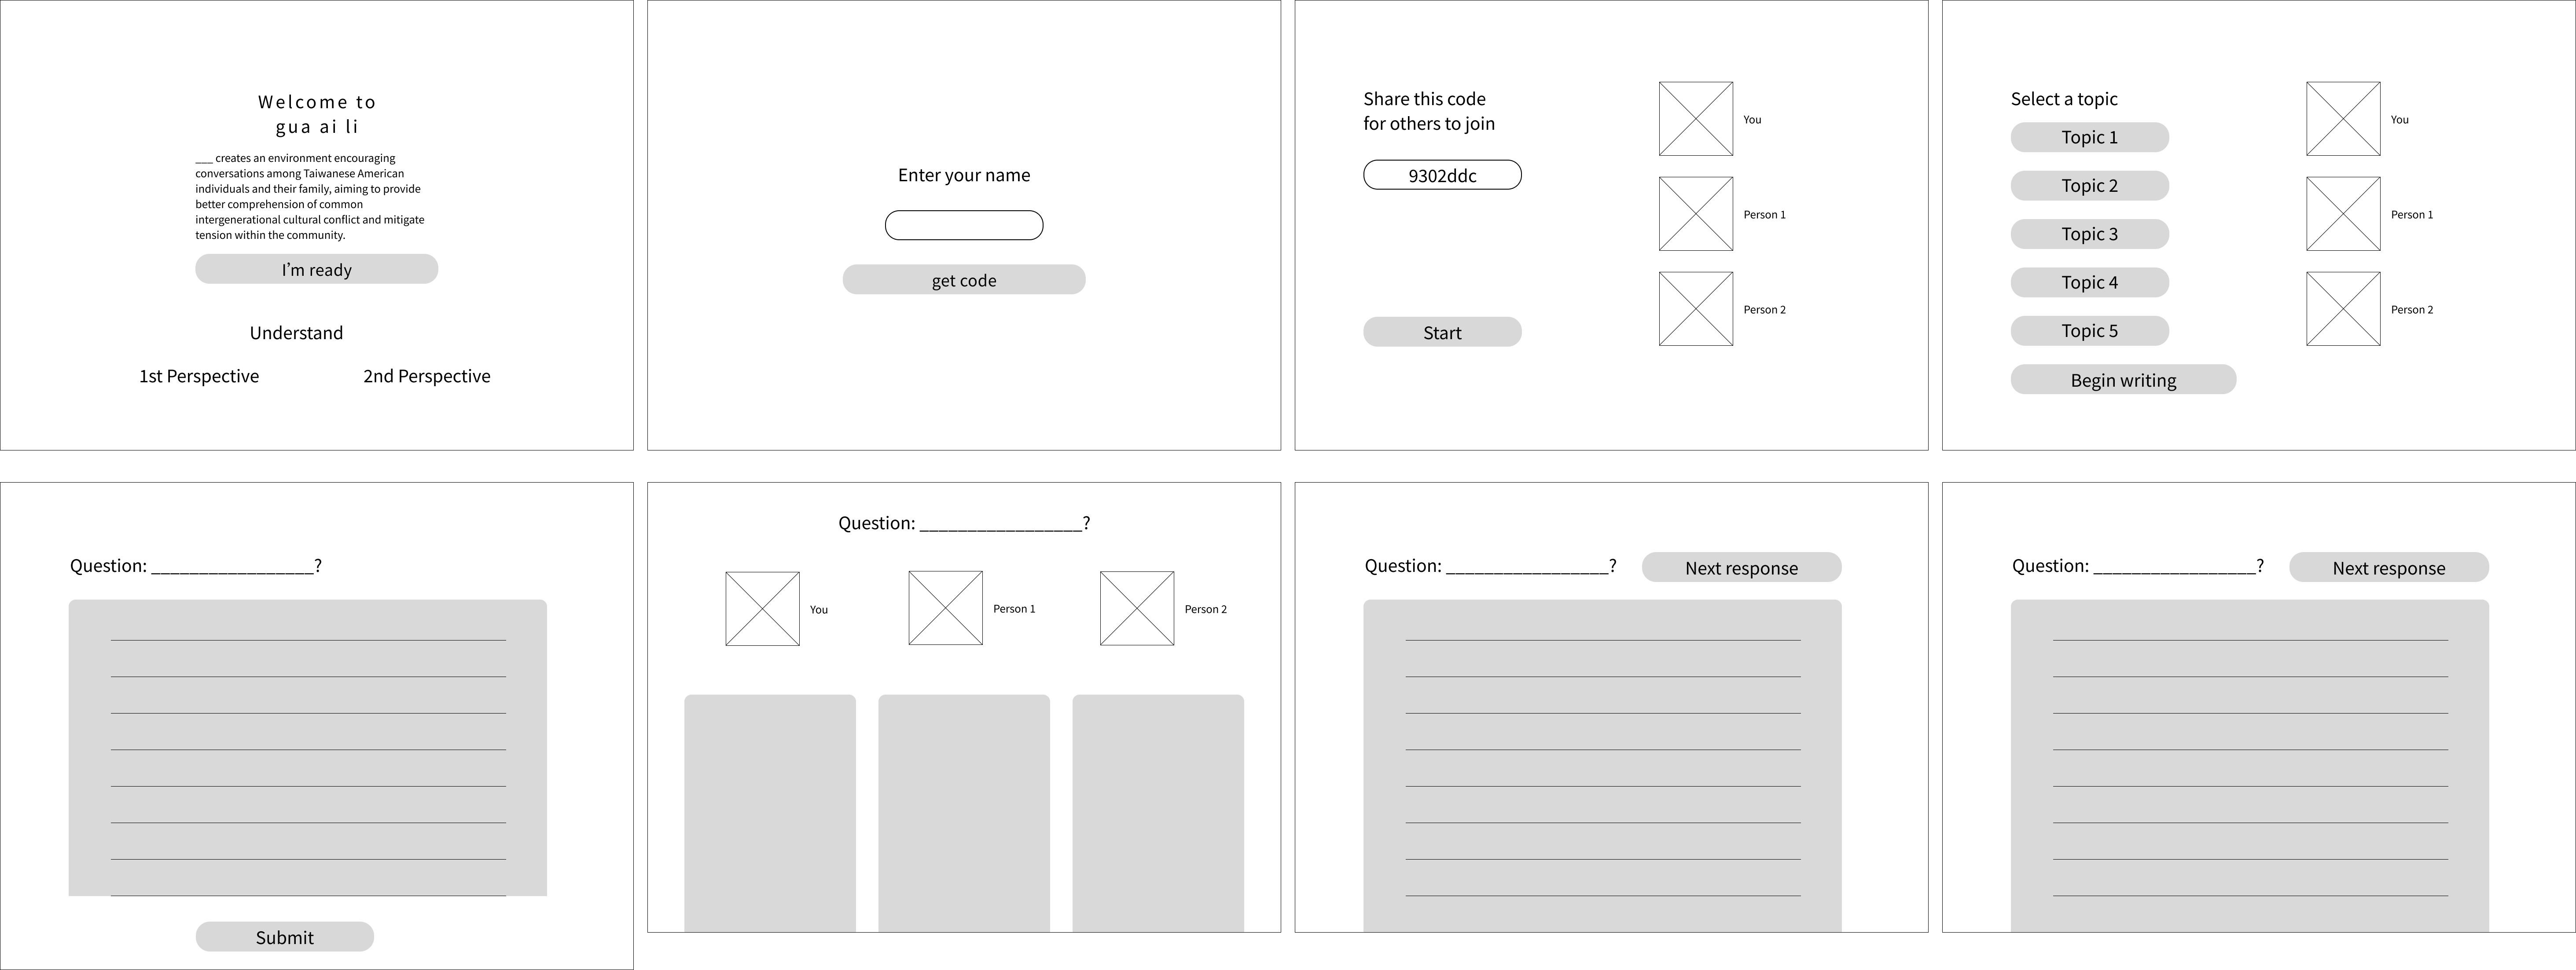 Welcome to
gua ai li
___ creates an environment encouraging
conversations among Taiwanese American
individuals and their family, aiming to provide
better comprehension of common
intergenerational cultural conflict and mitigate
tension within the community.
I’m ready
Understand
1st Perspective
2nd Perspective
Enter your name
get code
Share this code
for others to join
9302ddc
Start
You
Person 1
Person 2
Select a topic
Topic 1
Topic 2
Topic 3
Topic 4
Topic 5
Begin writing
You
Person 1
Person 2
Question: _________________?
Submit
Question: _________________?
You
Person 1
Person 2
Question: _________________?
Next response
Question: _________________?
Next response